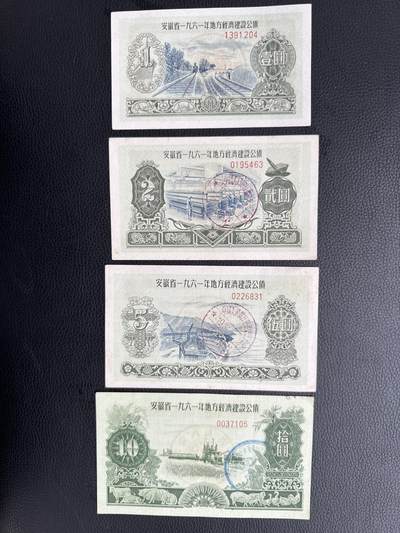 安徽省一九六一年地方經濟建設公債
1391204
1
壹圓
安徽省一九六一年地方經濟建設公債
0195463
2
貳圓
安徽省一九六一年地方經濟建設公債
0226831
5
伍圓
安徽省一九六一年地方經濟建設公債
0037105
10
拾圓